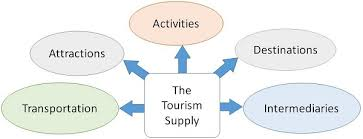 Activities
Attractions
Destinations
Transportation
The
Tourism
Supply
Intermediaries